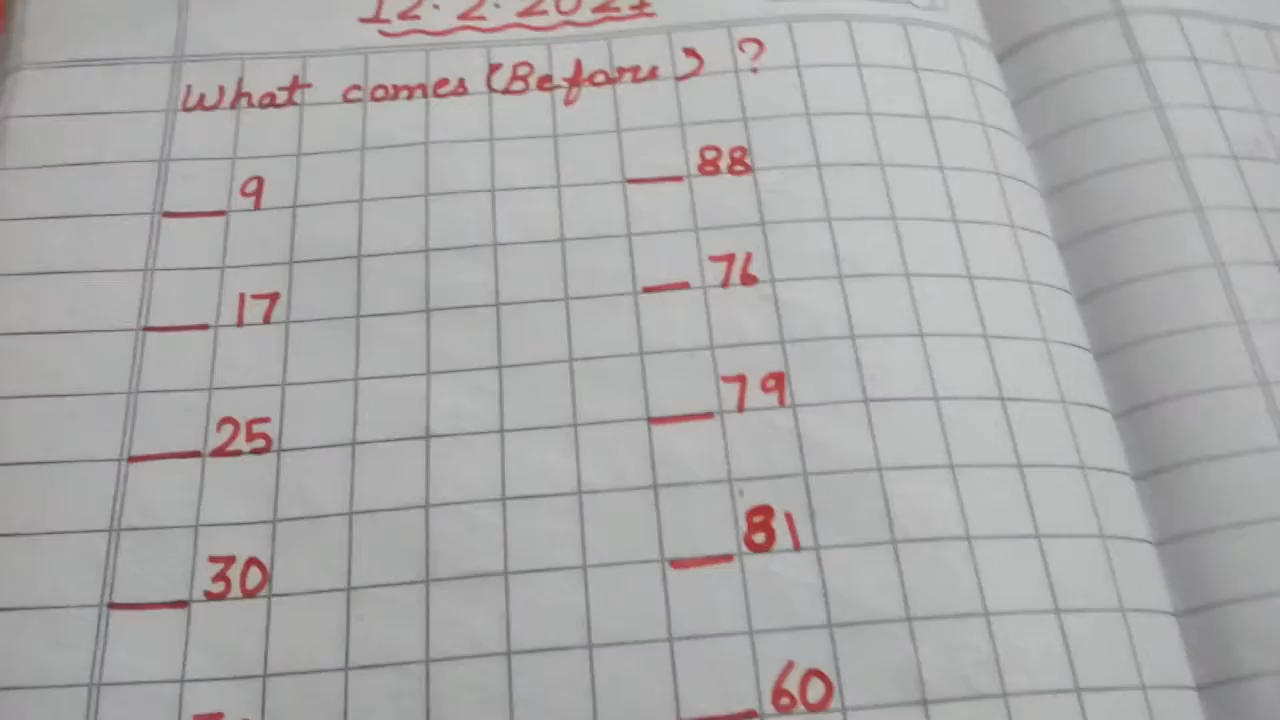 What comes (Before) ?
__ 9 __ 88
__ 17 __ 76
__ 25 __ 79
__ 30 __ 81
__ 60